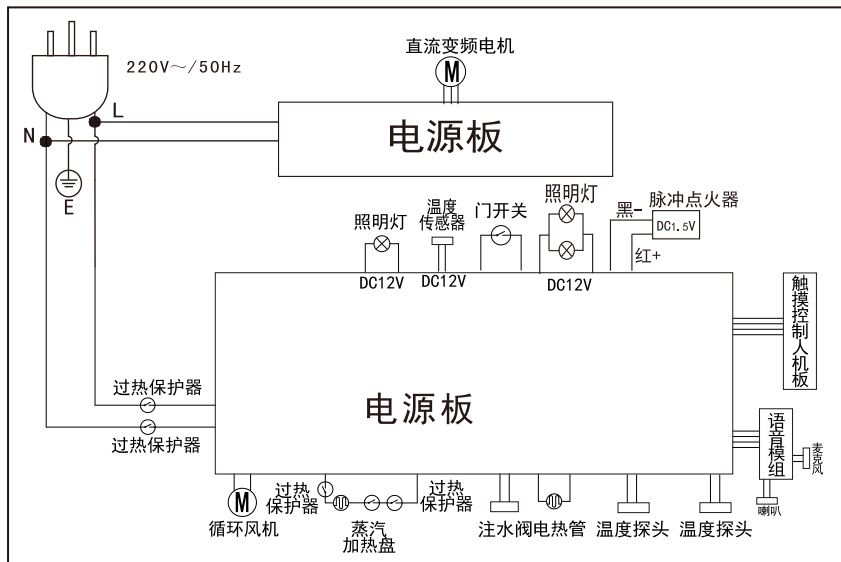 220V～/50Hz
直流变频电机
M
L
N
E
电源板
照明灯
DC12V
温度
传感器
DC12V
门开关
照明灯
DC12V
黑-
红+
脉冲点火器
DC1.5V
触摸控制人机板
过热保护器
过热保护器
电源板
语音模组
麦克风
喇叭
M
循环风机
过热
保护器
蒸汽
加热盘
过热
保护器
注水阀
电热管
温度探头
温度探头